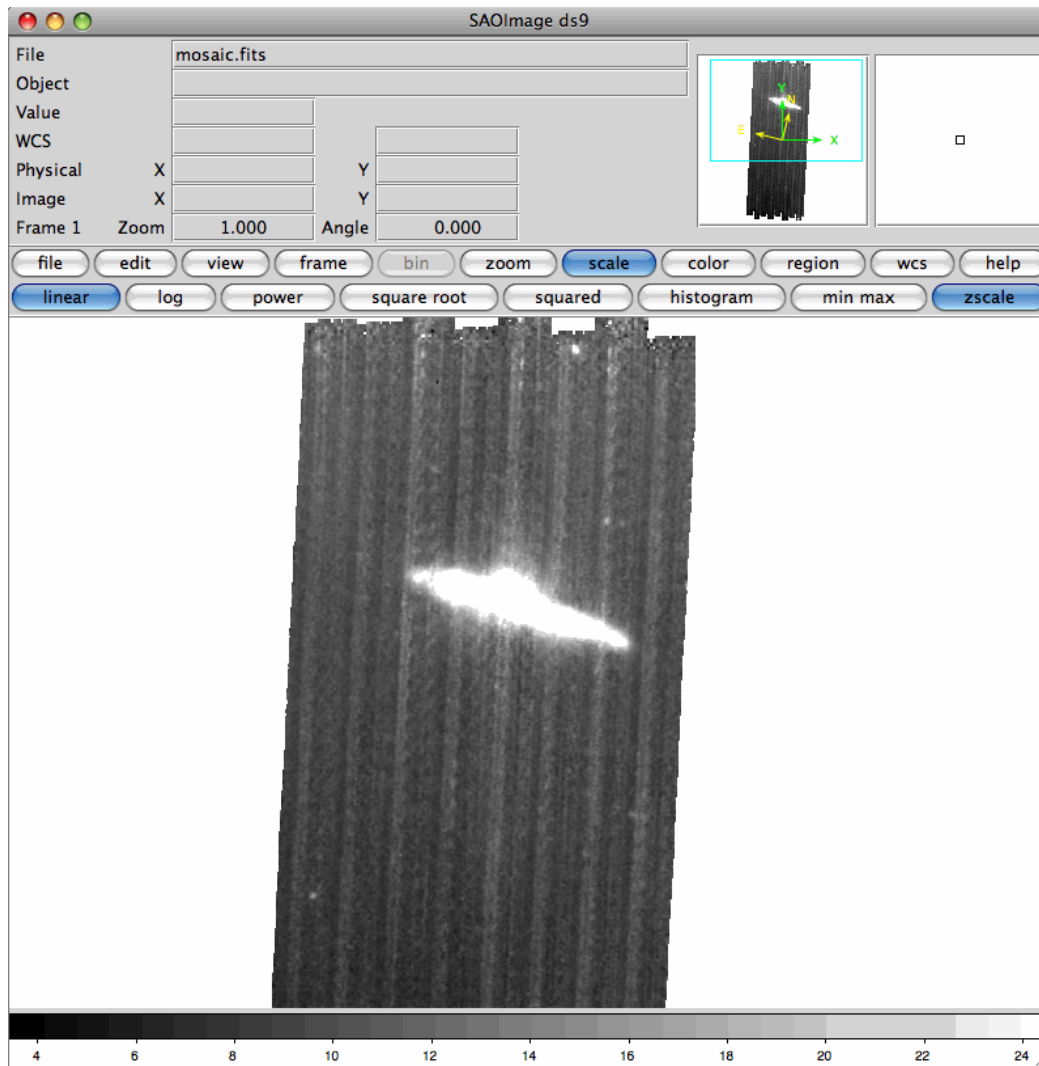 SAOImage ds9
File mosaic.fits
Object
Value
WCS
Physical X Y
Image X Y
Frame 1 Zoom 1.000 Angle 0.000
Y
N
E
X
file edit view frame bin zoom scale color region wcs help
linear log power square root squared histogram min max zscale
4 6 8 10 12 14 16 18 20 22 24